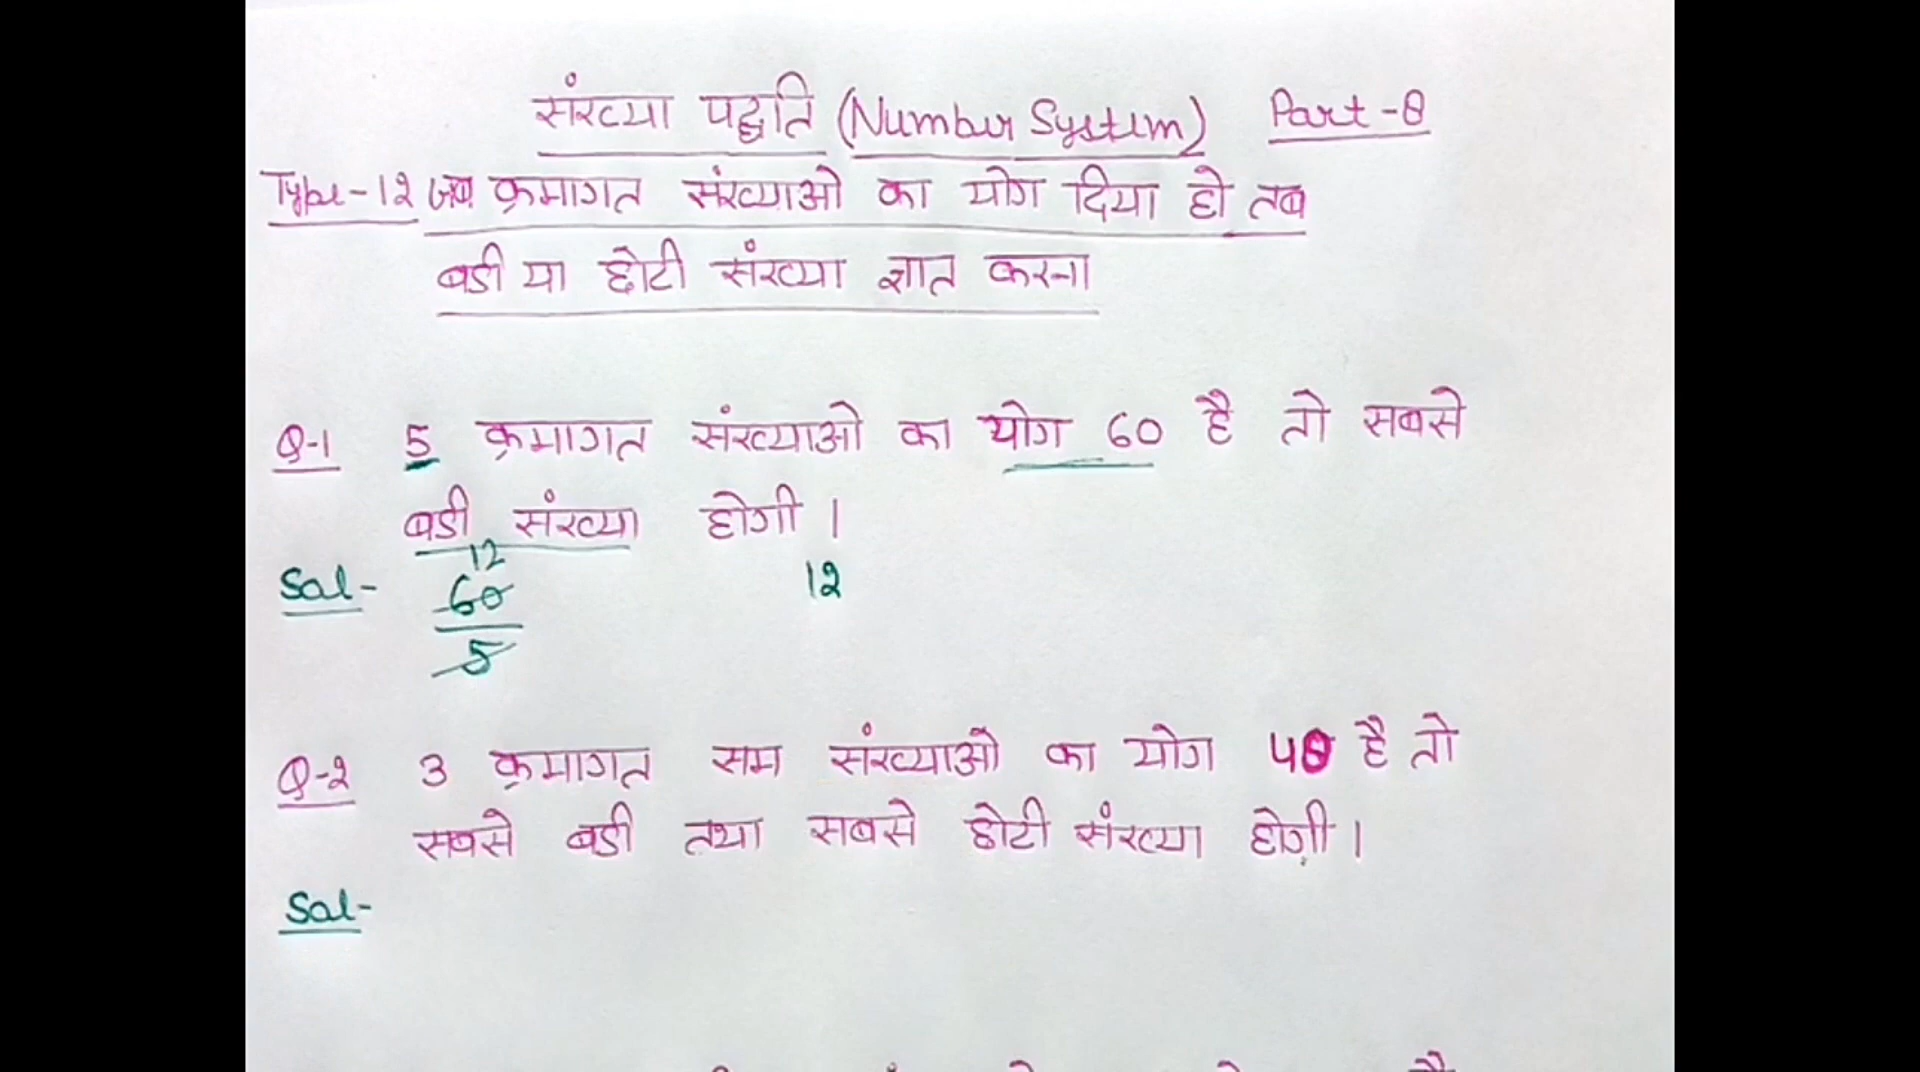 संख्या पद्धति (Number System) Part-8
Type-12 जब क्रमागत संख्याओ का योग दिया हो तब
बडी या छोटी संख्या ज्ञात करना
Q-1 5 क्रमागत संख्याओ का योग 60 है तो सबसे
बडी संख्या होगी।
12
Sol- 60 12
5
Q-2 3 क्रमागत सम संख्याओ का योग 48 है तो
सबसे बडी तथा सबसे छोटी संख्या होगी।
Sol-